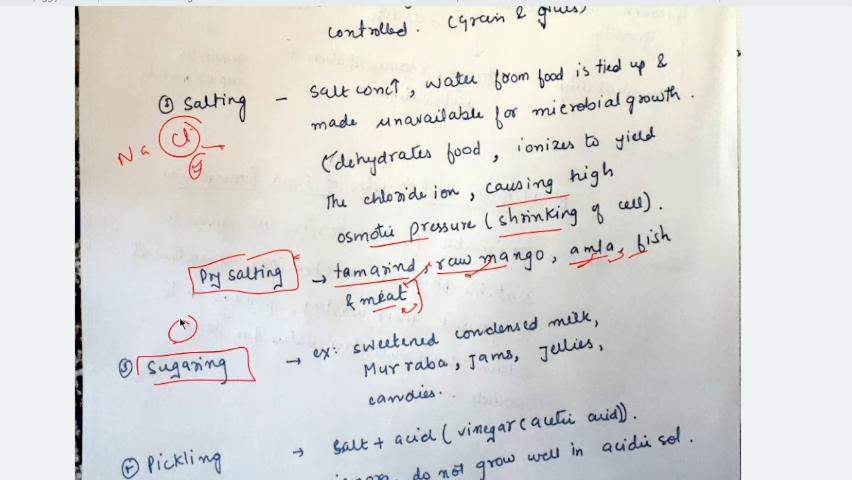 controlled. (Grain &
③ Salting - Salt conc↑, water from food is tied up &
made unavailable for microbial growth.
Na Cl⁻
(dehydrates food, ionizes to yield
The chloride ion, causing high
osmotic pressure (shrinking of cell).
Dry Salting → tamarind, raw mango, amla, fish
& meat
Sugaring → ex: sweetened condensed milk,
Murraba, Jams, Jellies,
candies.
Pickling → Salt + acid (vinegar (acetic acid)).
do not grow well in acidic sol.